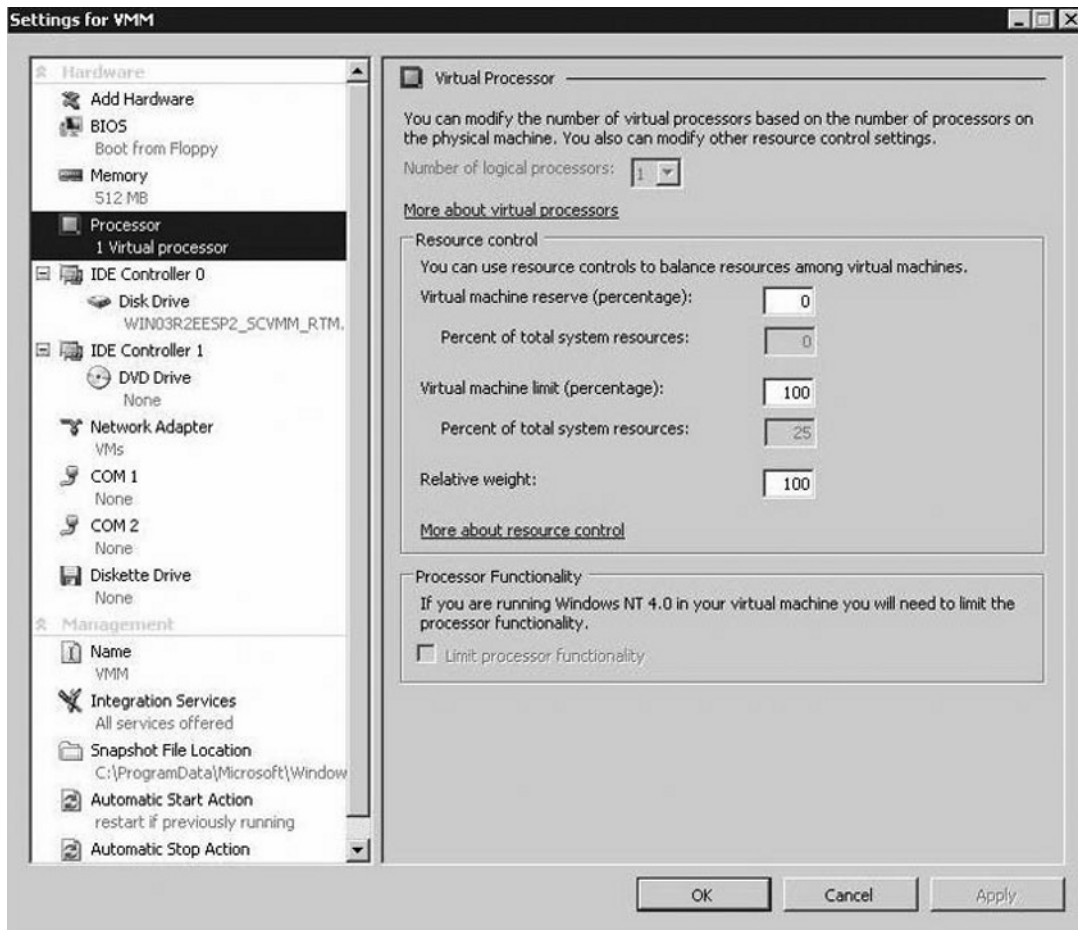 Settings for VMM
Hardware
Add Hardware
BIOS
Boot from Floppy
Memory
512 MB
Processor
1 Virtual processor
IDE Controller 0
Disk Drive
WIN03R2EESP2_SCVMM_RTM.
IDE Controller 1
DVD Drive
None
Network Adapter
VMs
COM 1
None
COM 2
None
Diskette Drive
None
Management
Name
VMM
Integration Services
All services offered
Snapshot File Location
C:\ProgramData\Microsoft\Window
Automatic Start Action
restart if previously running
Automatic Stop Action
Virtual Processor
You can modify the number of virtual processors based on the number of processors on
the physical machine. You also can modify other resource control settings.
Number of logical processors: 1
More about virtual processors
Resource control
You can use resource controls to balance resources among virtual machines.
Virtual machine reserve (percentage): 0
Percent of total system resources: 0
Virtual machine limit (percentage): 100
Percent of total system resources: 25
Relative weight: 100
More about resource control
Processor Functionality
If you are running Windows NT 4.0 in your virtual machine you will need to limit the
processor functionality.
Limit processor functionality
OK Cancel Apply